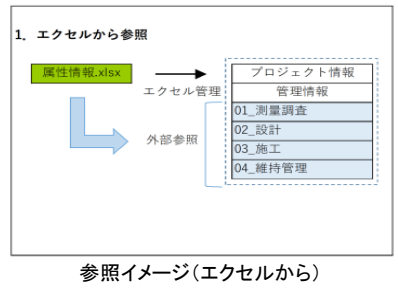 1. エクセルから参照
属性情報.xlsx
エクセル管理
外部参照
プロジェクト情報
管理情報
01_測量調査
02_設計
03_施工
04_維持管理
参照イメージ(エクセルから)